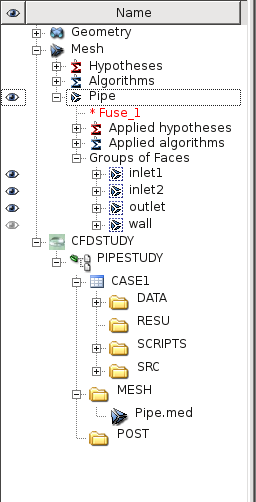 Name
Geometry
Mesh
Hypotheses
Algorithms
Pipe
* Fuse_1
Applied hypotheses
Applied algorithms
Groups of Faces
inlet1
inlet2
outlet
wall
CFDSTUDY
PIPESTUDY
CASE1
DATA
RESU
SCRIPTS
SRC
MESH
Pipe.med
POST